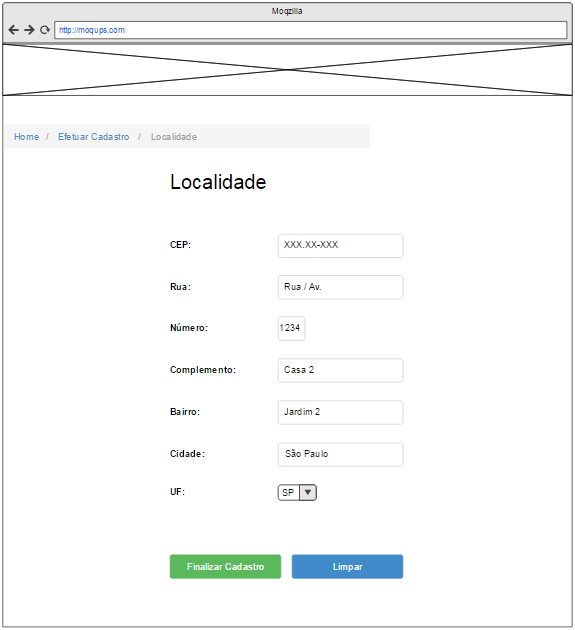 Moqzilla
http://moqups.com
Home / Efetuar Cadastro / Localidade
Localidade
CEP: XXX.XX-XXX
Rua: Rua / Av.
Número: 1234
Complemento: Casa 2
Bairro: Jardim 2
Cidade: São Paulo
UF: SP
Finalizar Cadastro Limpar